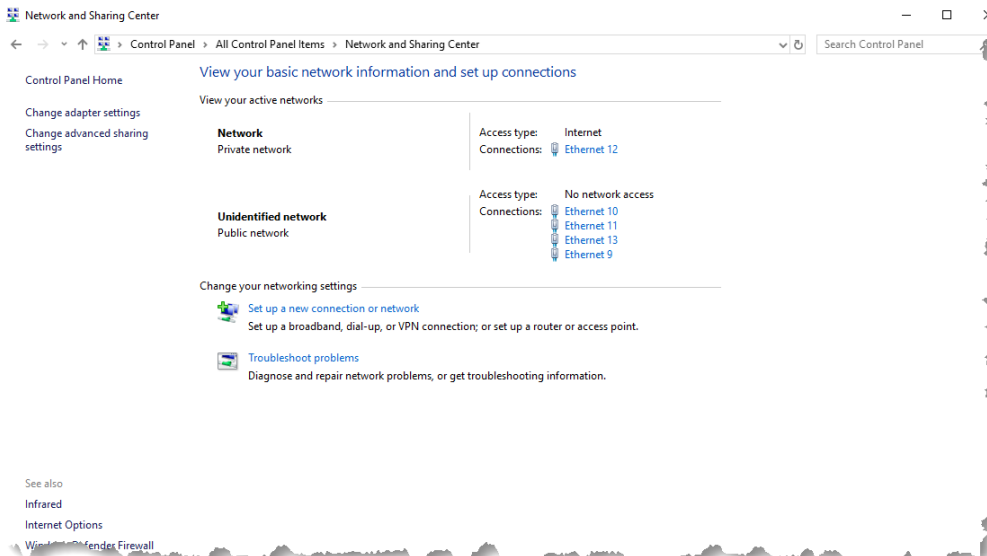 Network and Sharing Center
Control Panel > All Control Panel Items > Network and Sharing Center
Search Control Panel
Control Panel Home
Change adapter settings
Change advanced sharing
settings
View your basic network information and set up connections
View your active networks
Network
Private network
Access type: Internet
Connections: Ethernet 12
Unidentified network
Public network
Access type: No network access
Connections: Ethernet 10
Ethernet 11
Ethernet 13
Ethernet 9
Change your networking settings
Set up a new connection or network
Set up a broadband, dial-up, or VPN connection; or set up a router or access point.
Troubleshoot problems
Diagnose and repair network problems, or get troubleshooting information.
See also
Infrared
Internet Options
Firewall